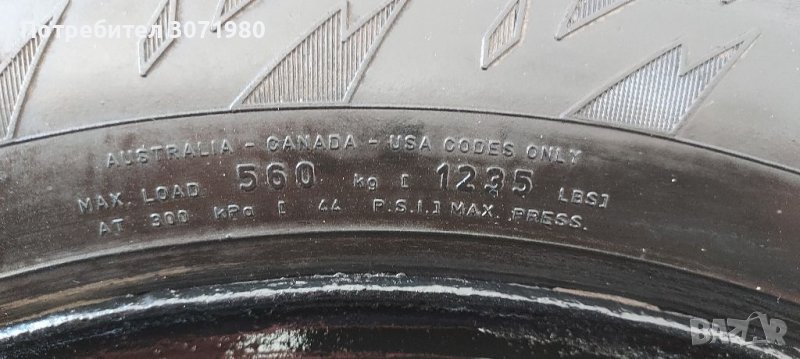 Потребител 3071980
AUSTRALIA - CANADA - USA CODES ONLY
MAX. LOAD 560 kg [ 1235 LBS]
AT 300 kPa [ 44 P.S.I.] MAX. PRESS.
BAZAR